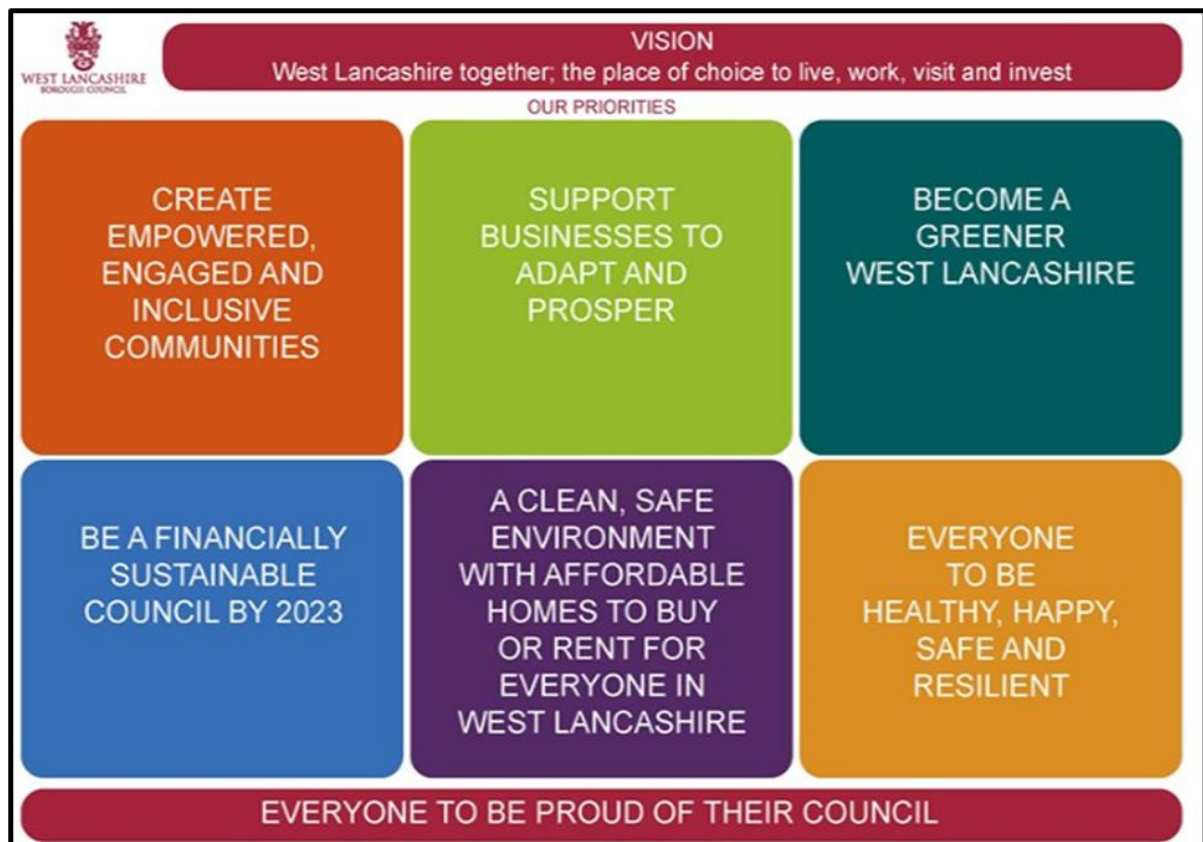 WEST LANCASHIRE
BOROUGH COUNCIL
VISION
West Lancashire together; the place of choice to live, work, visit and invest
OUR PRIORITIES
CREATE
EMPOWERED,
ENGAGED AND
INCLUSIVE
COMMUNITIES
SUPPORT
BUSINESSES TO
ADAPT AND
PROSPER
BECOME A
GREENER
WEST LANCASHIRE
BE A FINANCIALLY
SUSTAINABLE
COUNCIL BY 2023
A CLEAN, SAFE
ENVIRONMENT
WITH AFFORDABLE
HOMES TO BUY
OR RENT FOR
EVERYONE IN
WEST LANCASHIRE
EVERYONE
TO BE
HEALTHY, HAPPY,
SAFE AND
RESILIENT
EVERYONE TO BE PROUD OF THEIR COUNCIL